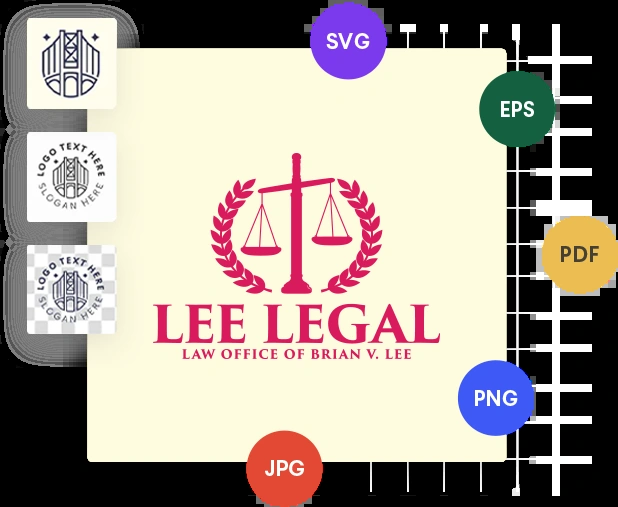 SVG
EPS
LOGO TEXT HERE
SLOGAN HERE
LOGO TEXT HERE
SLOGAN HERE
PDF
LEE LEGAL
LAW OFFICE OF BRIAN V. LEE
PNG
JPG